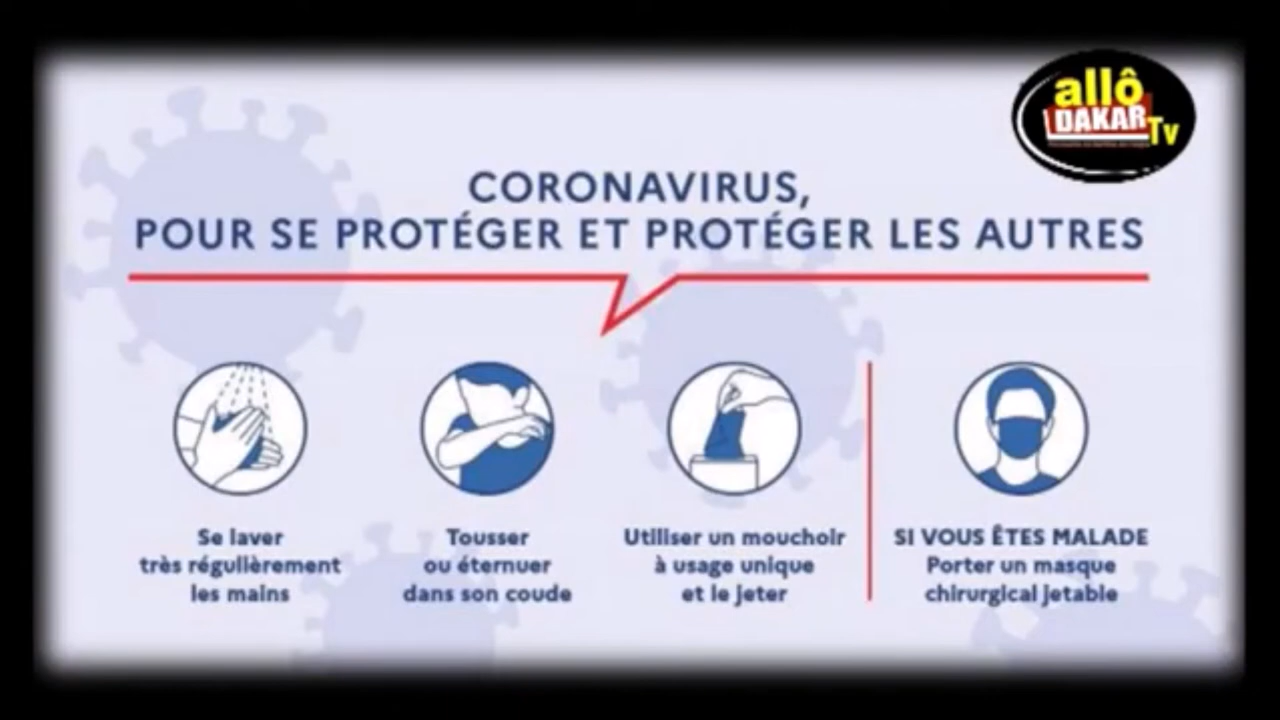 allô
DAKAR
Tv
CORONAVIRUS,
POUR SE PROTÉGER ET PROTÉGER LES AUTRES
Se laver
très régulièrement
les mains
Tousser
ou éternuer
dans son coude
Utiliser un mouchoir
à usage unique
et le jeter
SI VOUS ÊTES MALADE
Porter un masque
chirurgical jetable